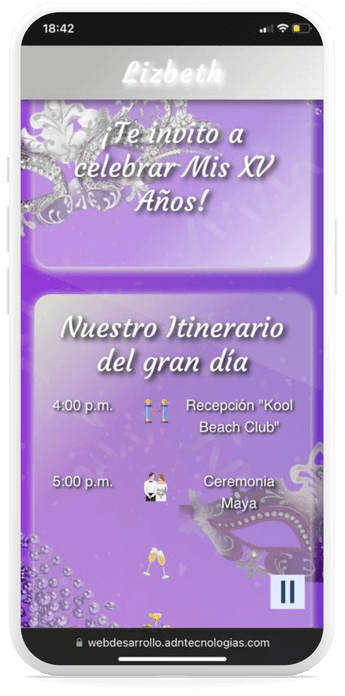 18:42
Lizbeth
¡Te invito a
celebrar Mis XV
Años!
Nuestro Itinerario
del gran día
4:00 p.m. Recepción "Kool
Beach Club"
5:00 p.m. Ceremonia
Maya
webdesarrollo.adntecnologias.com